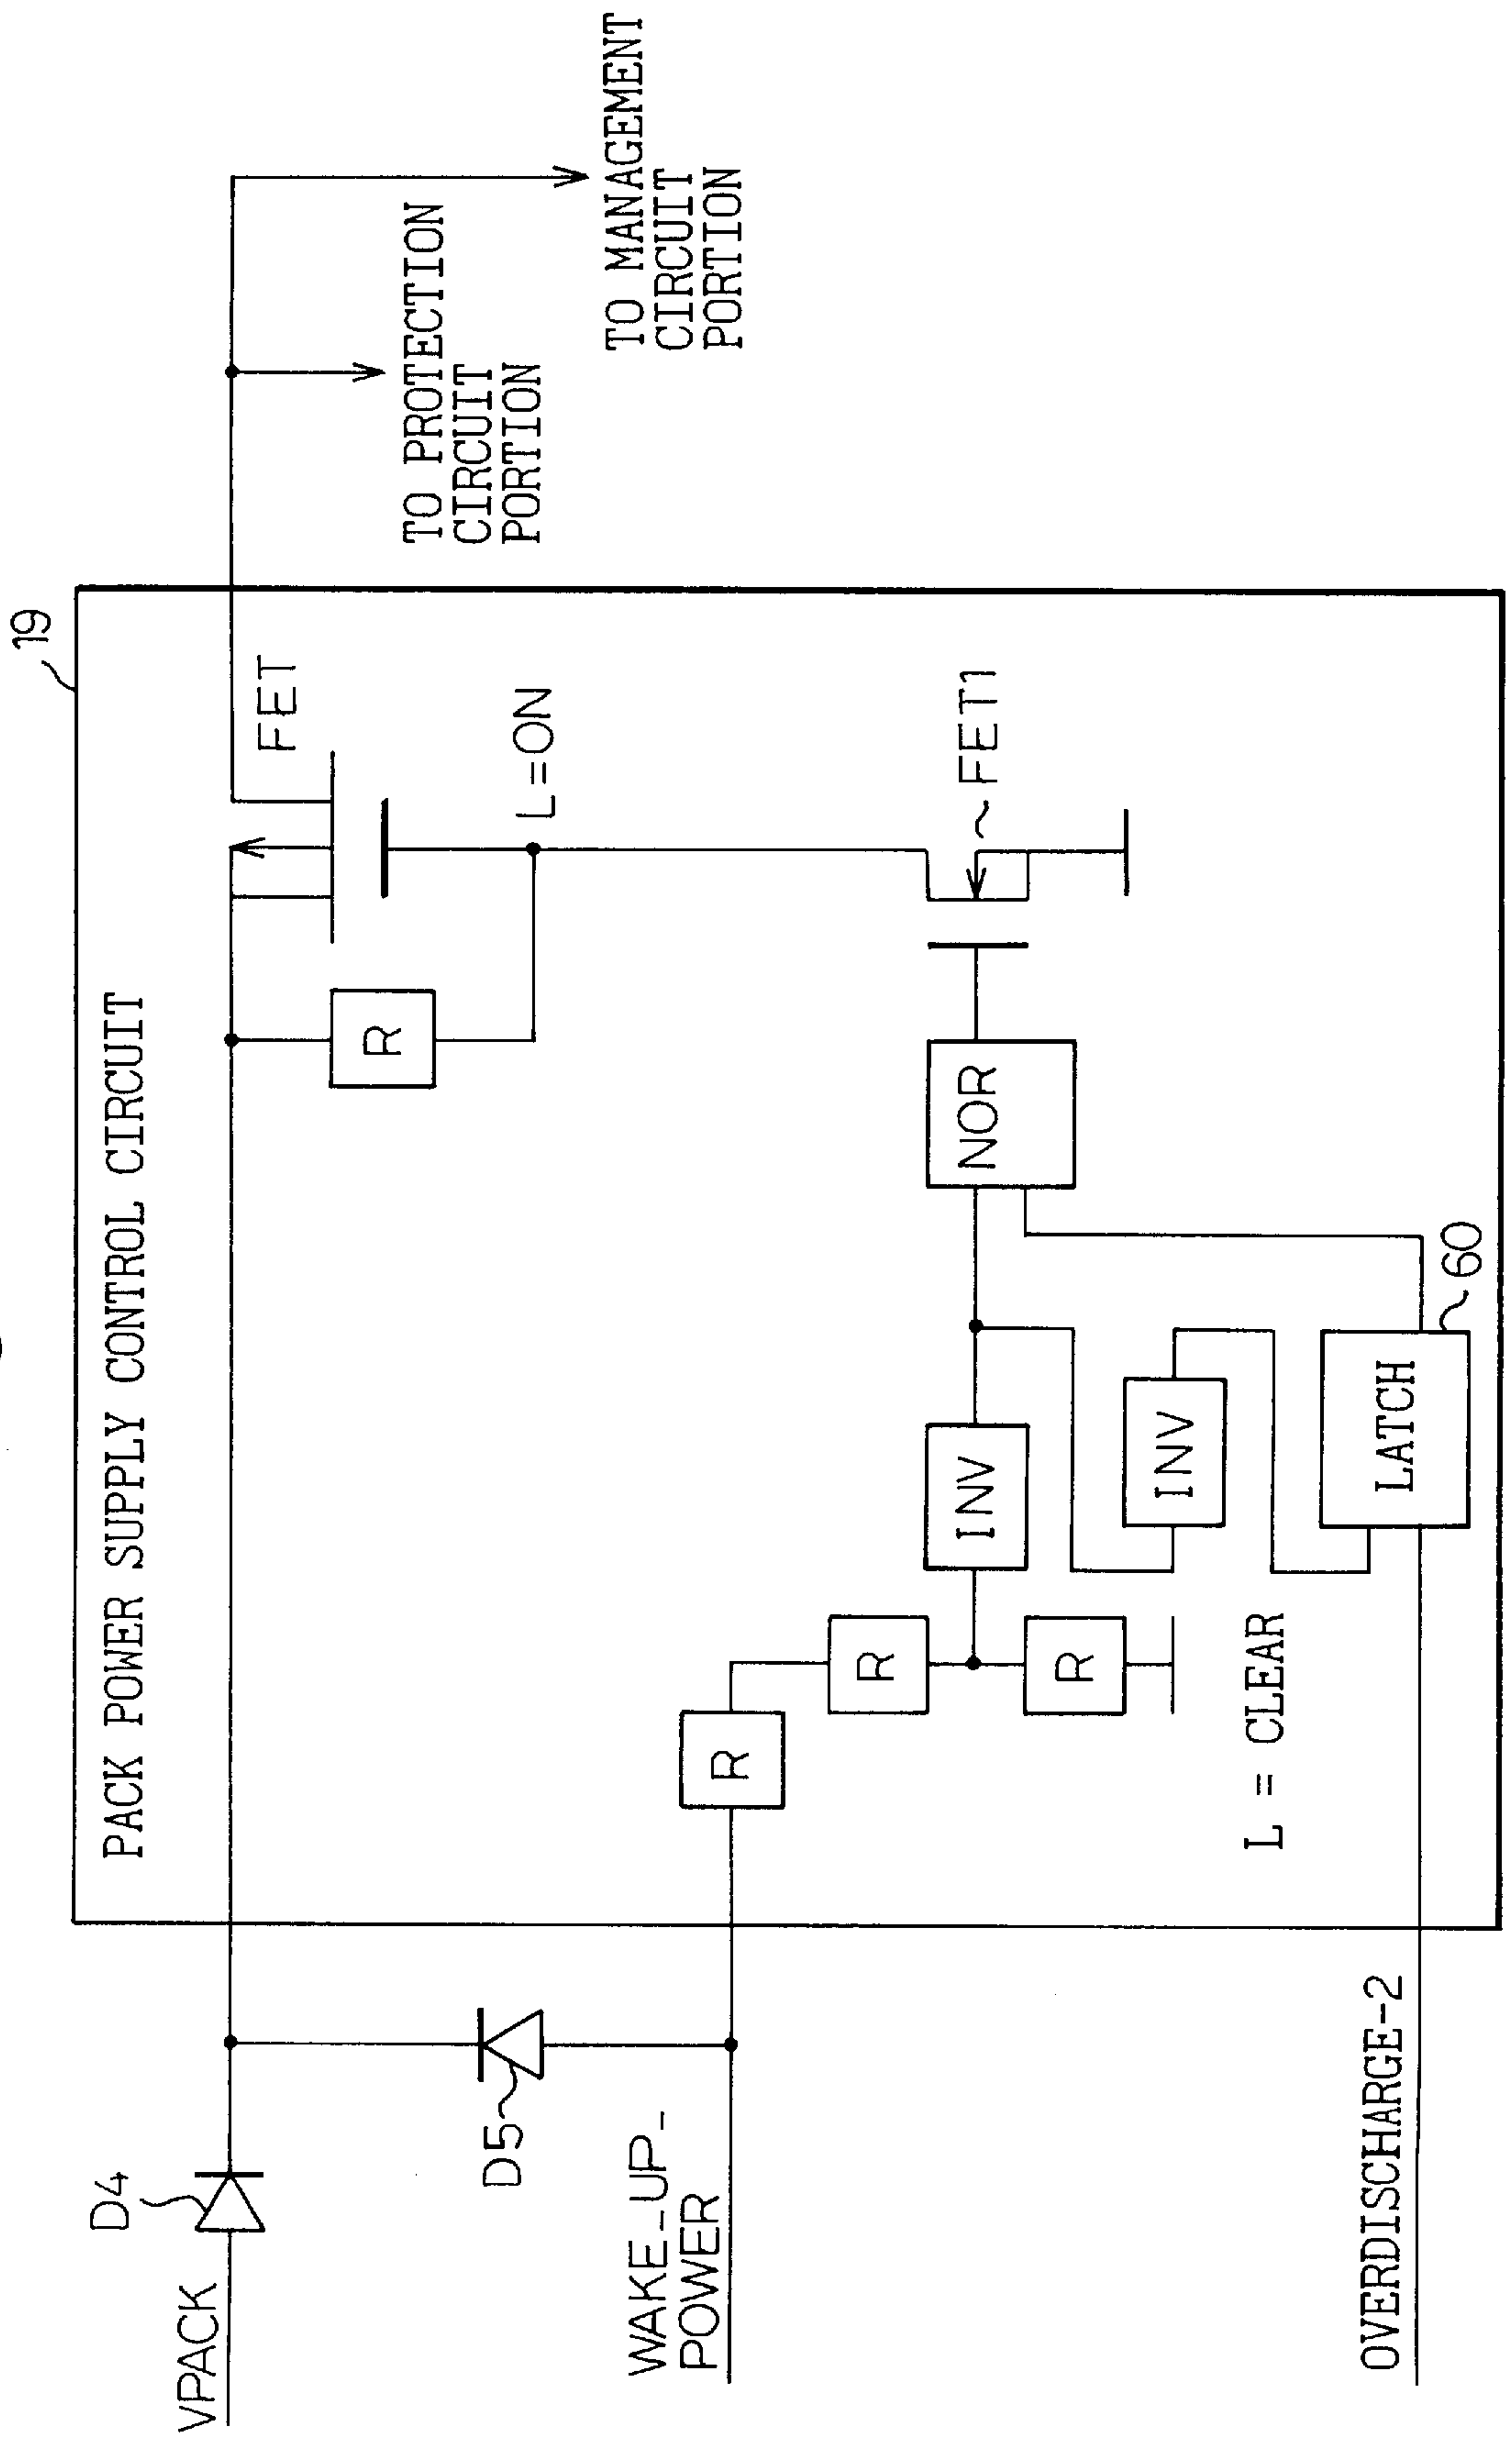 19
PACK POWER SUPPLY CONTROL CIRCUIT
D4
VPACK
FET
R
L=ON
TO PROTECTION
CIRCUIT
PORTION
TO MANAGEMENT
CIRCUIT
PORTION
D5
WAKE_UP_
POWER
R
R
R
INV
NOR
FET1
INV
L = CLEAR
LATCH
60
OVERDISCHARGE-2